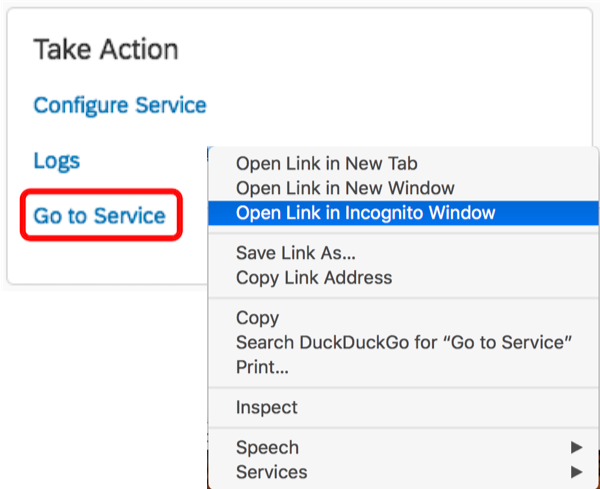 Take Action
Configure Service
Logs
Go to Service
Open Link in New Tab
Open Link in New Window
Open Link in Incognito Window
Save Link As...
Copy Link Address
Copy
Search DuckDuckGo for “Go to Service”
Print...
Inspect
Speech
Services